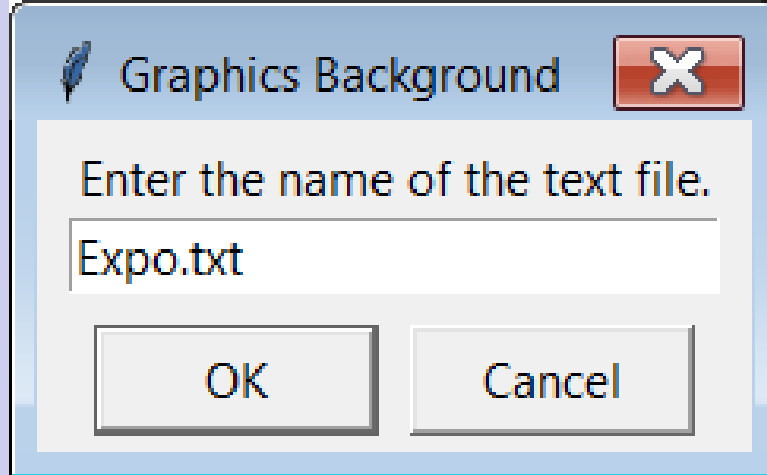 Graphics Background
Enter the name of the text file.
Expo.txt
OK Cancel